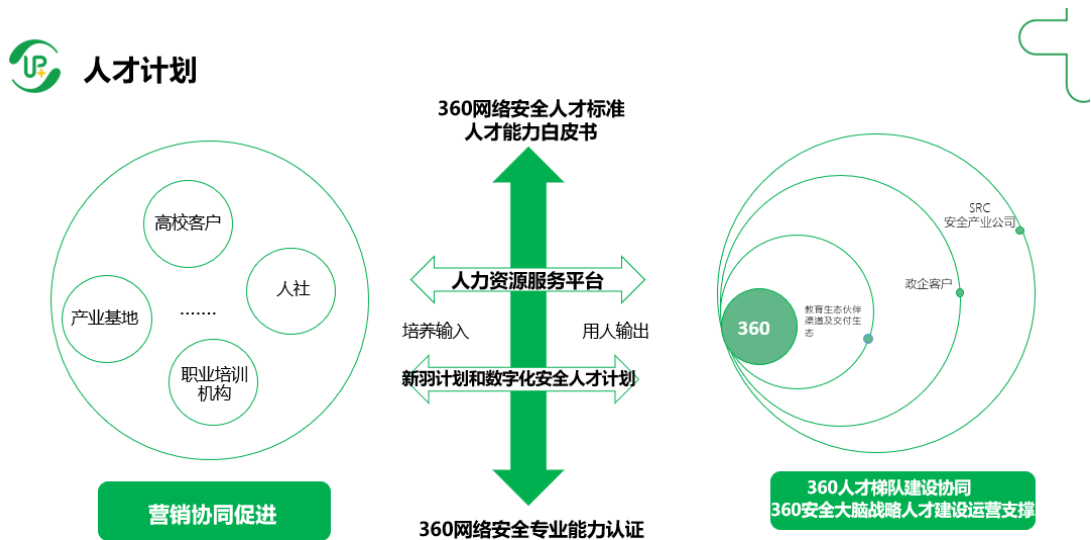 UP+
人才计划
360网络安全人才标准
人才能力白皮书
高校客户
人社
产业基地
.......
职业培训
机构
人力资源服务平台
培养输入
用人输出
新羽计划和数字化安全人才计划
360网络安全专业能力认证
SRC
安全产业公司
政企客户
教育生态伙伴
渠道及交付生
态
360
营销协同促进
360人才梯队建设协同
360安全大脑战略人才建设运营支撑